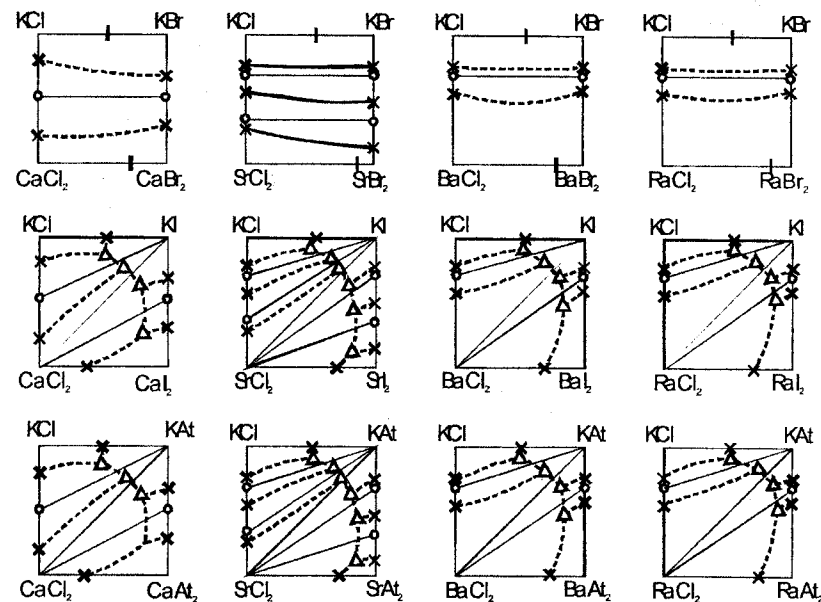 KCl KBr KCl KBr KCl KBr KCl KBr
CaCl₂ CaBr₂ SrCl₂ SrBr₂ BaCl₂ BaBr₂ RaCl₂ RaBr₂
KCl KI KCl KI KCl KI KCl KI
CaCl₂ CaI₂ SrCl₂ SrI₂ BaCl₂ BaI₂ RaCl₂ RaI₂
KCl KAt KCl KAt KCl KAt KCl KAt
CaCl₂ CaAt₂ SrCl₂ SrAt₂ BaCl₂ BaAt₂ RaCl₂ RaAt₂